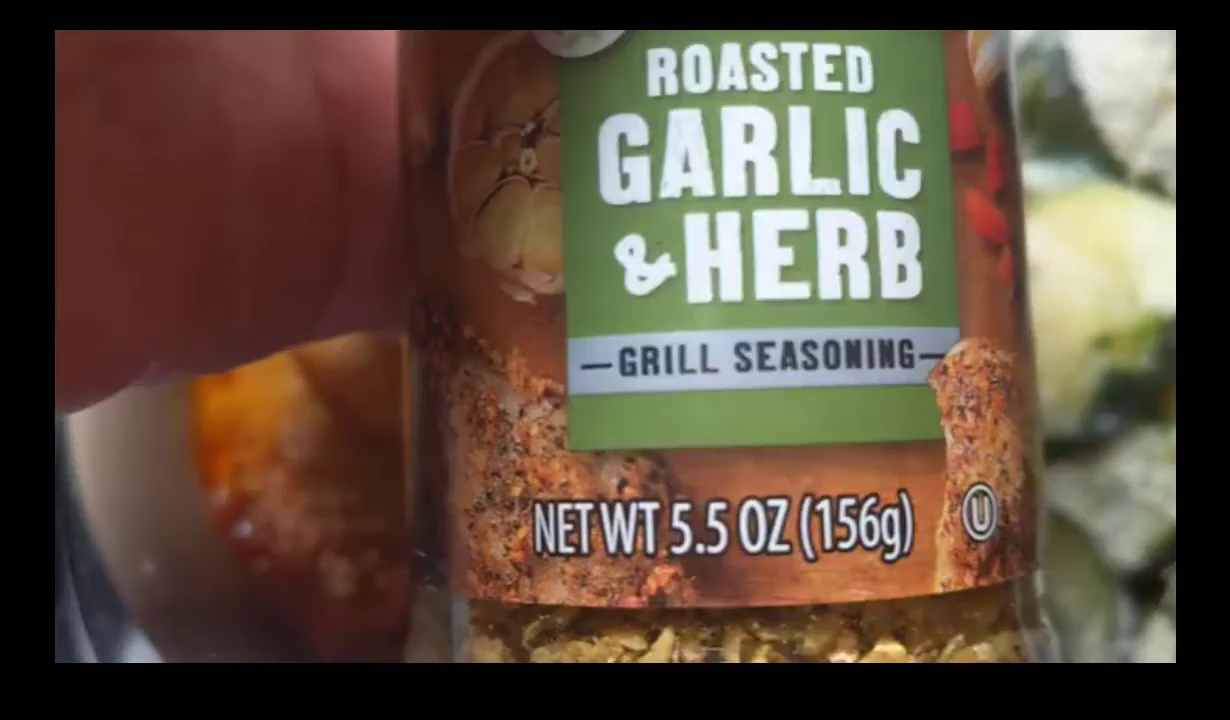 ROASTED
GARLIC
& HERB
—GRILL SEASONING—
NET WT 5.5 OZ (156g)
U